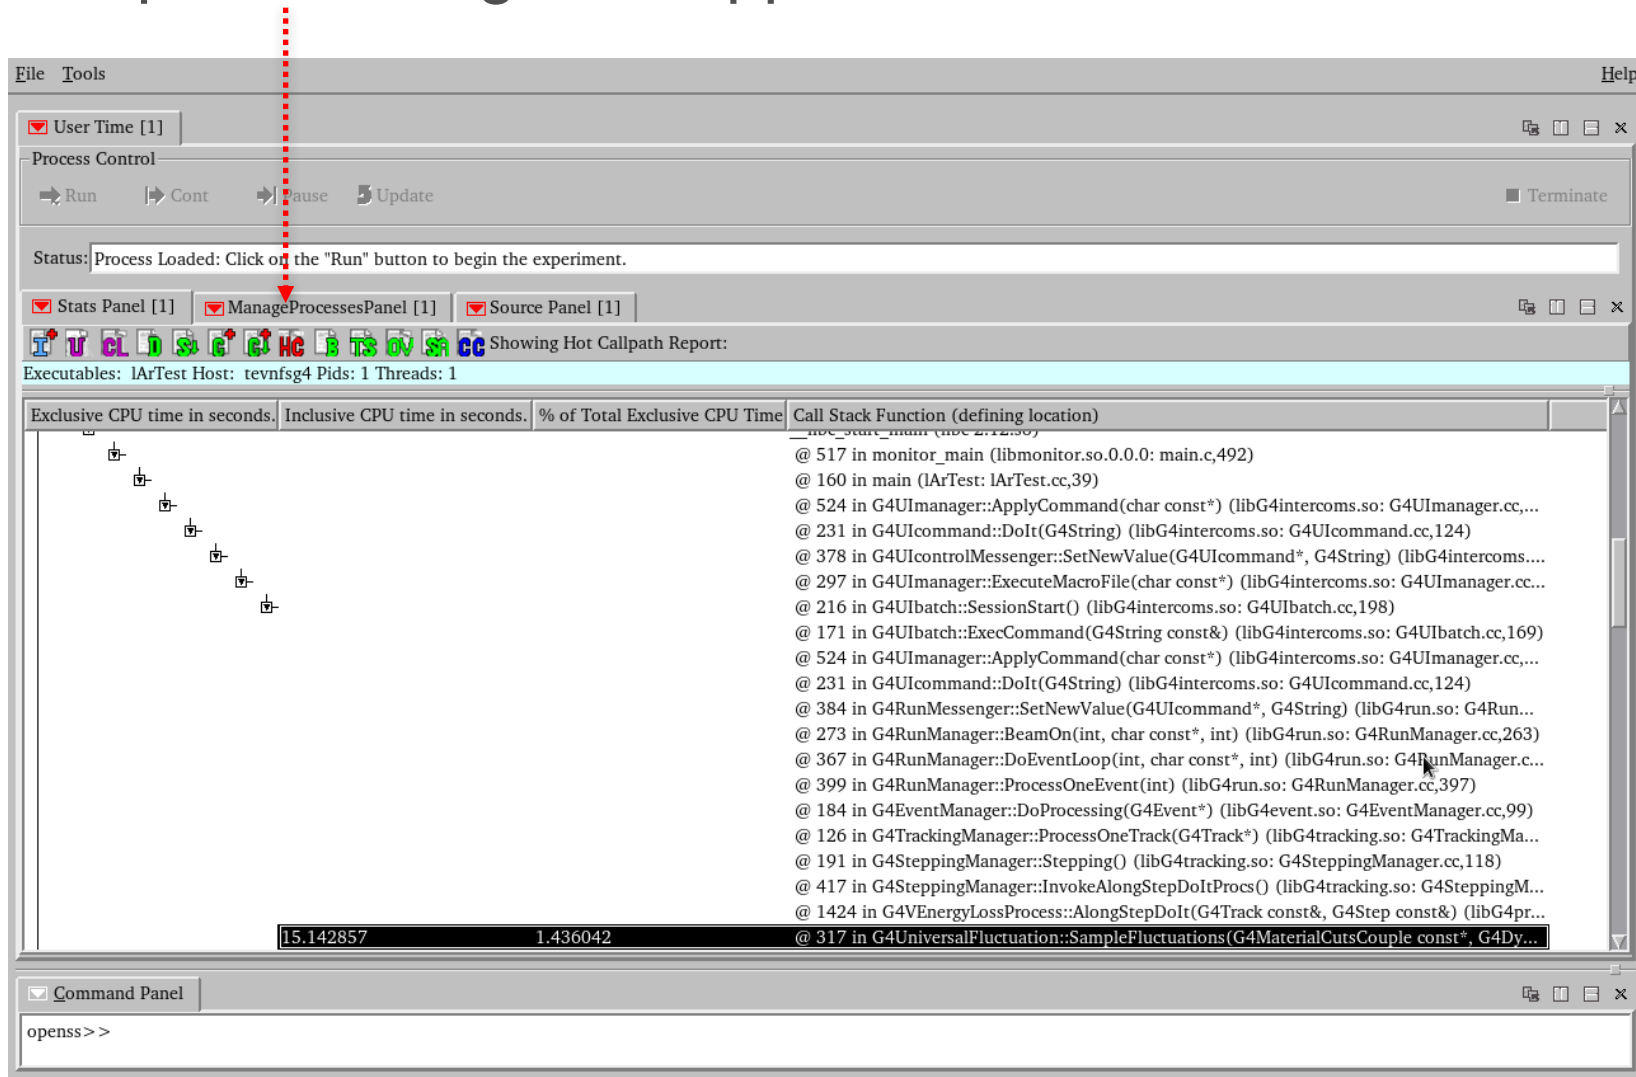 File Tools Help
User Time [1]
Process Control
Run Cont Pause Update Terminate
Status: Process Loaded: Click on the "Run" button to begin the experiment.
Stats Panel [1] ManageProcessesPanel [1] Source Panel [1]
I U CL D S G G HC B TS OV SA CC Showing Hot Callpath Report:
Executables: lArTest Host: tevnfsg4 Pids: 1 Threads: 1
Exclusive CPU time in seconds. Inclusive CPU time in seconds. % of Total Exclusive CPU Time Call Stack Function (defining location)
@ 517 in monitor_main (libmonitor.so.0.0.0: main.c,492)
@ 160 in main (lArTest: lArTest.cc,39)
@ 524 in G4UImanager::ApplyCommand(char const*) (libG4intercoms.so: G4UImanager.cc,...
@ 231 in G4UIcommand::DoIt(G4String) (libG4intercoms.so: G4UIcommand.cc,124)
@ 378 in G4UIcontrolMessenger::SetNewValue(G4UIcommand*, G4String) (libG4intercoms....
@ 297 in G4UImanager::ExecuteMacroFile(char const*) (libG4intercoms.so: G4UImanager.cc...
@ 216 in G4UIbatch::SessionStart() (libG4intercoms.so: G4UIbatch.cc,198)
@ 171 in G4UIbatch::ExecCommand(G4String const&) (libG4intercoms.so: G4UIbatch.cc,169)
@ 524 in G4UImanager::ApplyCommand(char const*) (libG4intercoms.so: G4UImanager.cc,...
@ 231 in G4UIcommand::DoIt(G4String) (libG4intercoms.so: G4UIcommand.cc,124)
@ 384 in G4RunMessenger::SetNewValue(G4UIcommand*, G4String) (libG4run.so: G4Run...
@ 273 in G4RunManager::BeamOn(int, char const*, int) (libG4run.so: G4RunManager.cc,263)
@ 367 in G4RunManager::DoEventLoop(int, char const*, int) (libG4run.so: G4RunManager.c...
@ 399 in G4RunManager::ProcessOneEvent(int) (libG4run.so: G4RunManager.cc,397)
@ 184 in G4EventManager::DoProcessing(G4Event*) (libG4event.so: G4EventManager.cc,99)
@ 126 in G4TrackingManager::ProcessOneTrack(G4Track*) (libG4tracking.so: G4TrackingMa...
@ 191 in G4SteppingManager::Stepping() (libG4tracking.so: G4SteppingManager.cc,118)
@ 417 in G4SteppingManager::InvokeAlongStepDoItProcs() (libG4tracking.so: G4SteppingM...
@ 1424 in G4VEnergyLossProcess::AlongStepDoIt(G4Track const&, G4Step const&) (libG4pr...
15.142857 1.436042 @ 317 in G4UniversalFluctuation::SampleFluctuations(G4MaterialCutsCouple const*, G4Dy...
Command Panel
openss>>